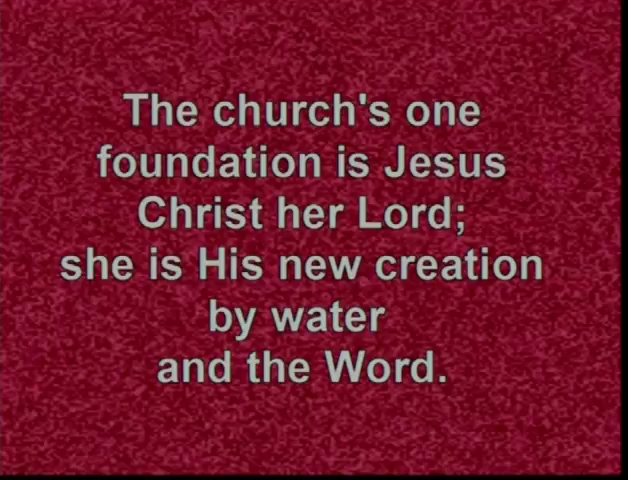 The church's one
foundation is Jesus
Christ her Lord;
she is His new creation
by water
and the Word.